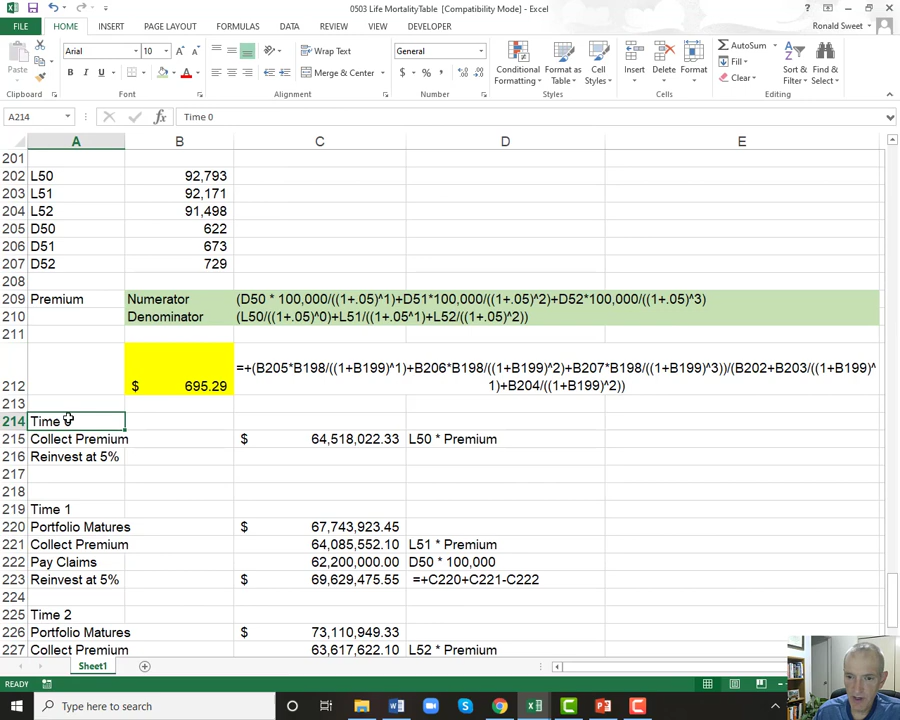 0503 Life MortalityTable [Compatibility Mode] - Excel
FILE HOME INSERT PAGE LAYOUT FORMULAS DATA REVIEW VIEW DEVELOPER Ronald Sweet
Paste
Arial 10
B I U
Wrap Text
Merge & Center
General
$ % ,
Conditional Formatting
Format as Table
Cell Styles
Insert Delete Format
AutoSum
Fill
Clear
Sort & Filter
Find & Select
Clipboard Font Alignment Number Styles Cells Editing
A214 fx Time 0
A B C D E
201
202 L50 92,793
203 L51 92,171
204 L52 91,498
205 D50 622
206 D51 673
207 D52 729
208
209 Premium Numerator (D50 * 100,000/((1+.05)^1)+D51*100,000/((1+.05)^2)+D52*100,000/((1+.05)^3)
210 Denominator (L50/((1+.05)^0)+L51/((1+.05^1)+L52/((1+.05)^2))
211
=+(B205*B198/((1+B199)^1)+B206*B198/((1+B199)^2)+B207*B198/((1+B199)^3))/(B202+B203/((1+B199)^
212 $ 695.29 1)+B204/((1+B199)^2))
213
214 Time
215 Collect Premium $ 64,518,022.33 L50 * Premium
216 Reinvest at 5%
217
218
219 Time 1
220 Portfolio Matures $ 67,743,923.45
221 Collect Premium 64,085,552.10 L51 * Premium
222 Pay Claims 62,200,000.00 D50 * 100,000
223 Reinvest at 5% $ 69,629,475.55 =+C220+C221-C222
224
225 Time 2
226 Portfolio Matures $ 73,110,949.33
227 Collect Premium 63,617,622.10 L52 * Premium
Sheet1
READY
Type here to search